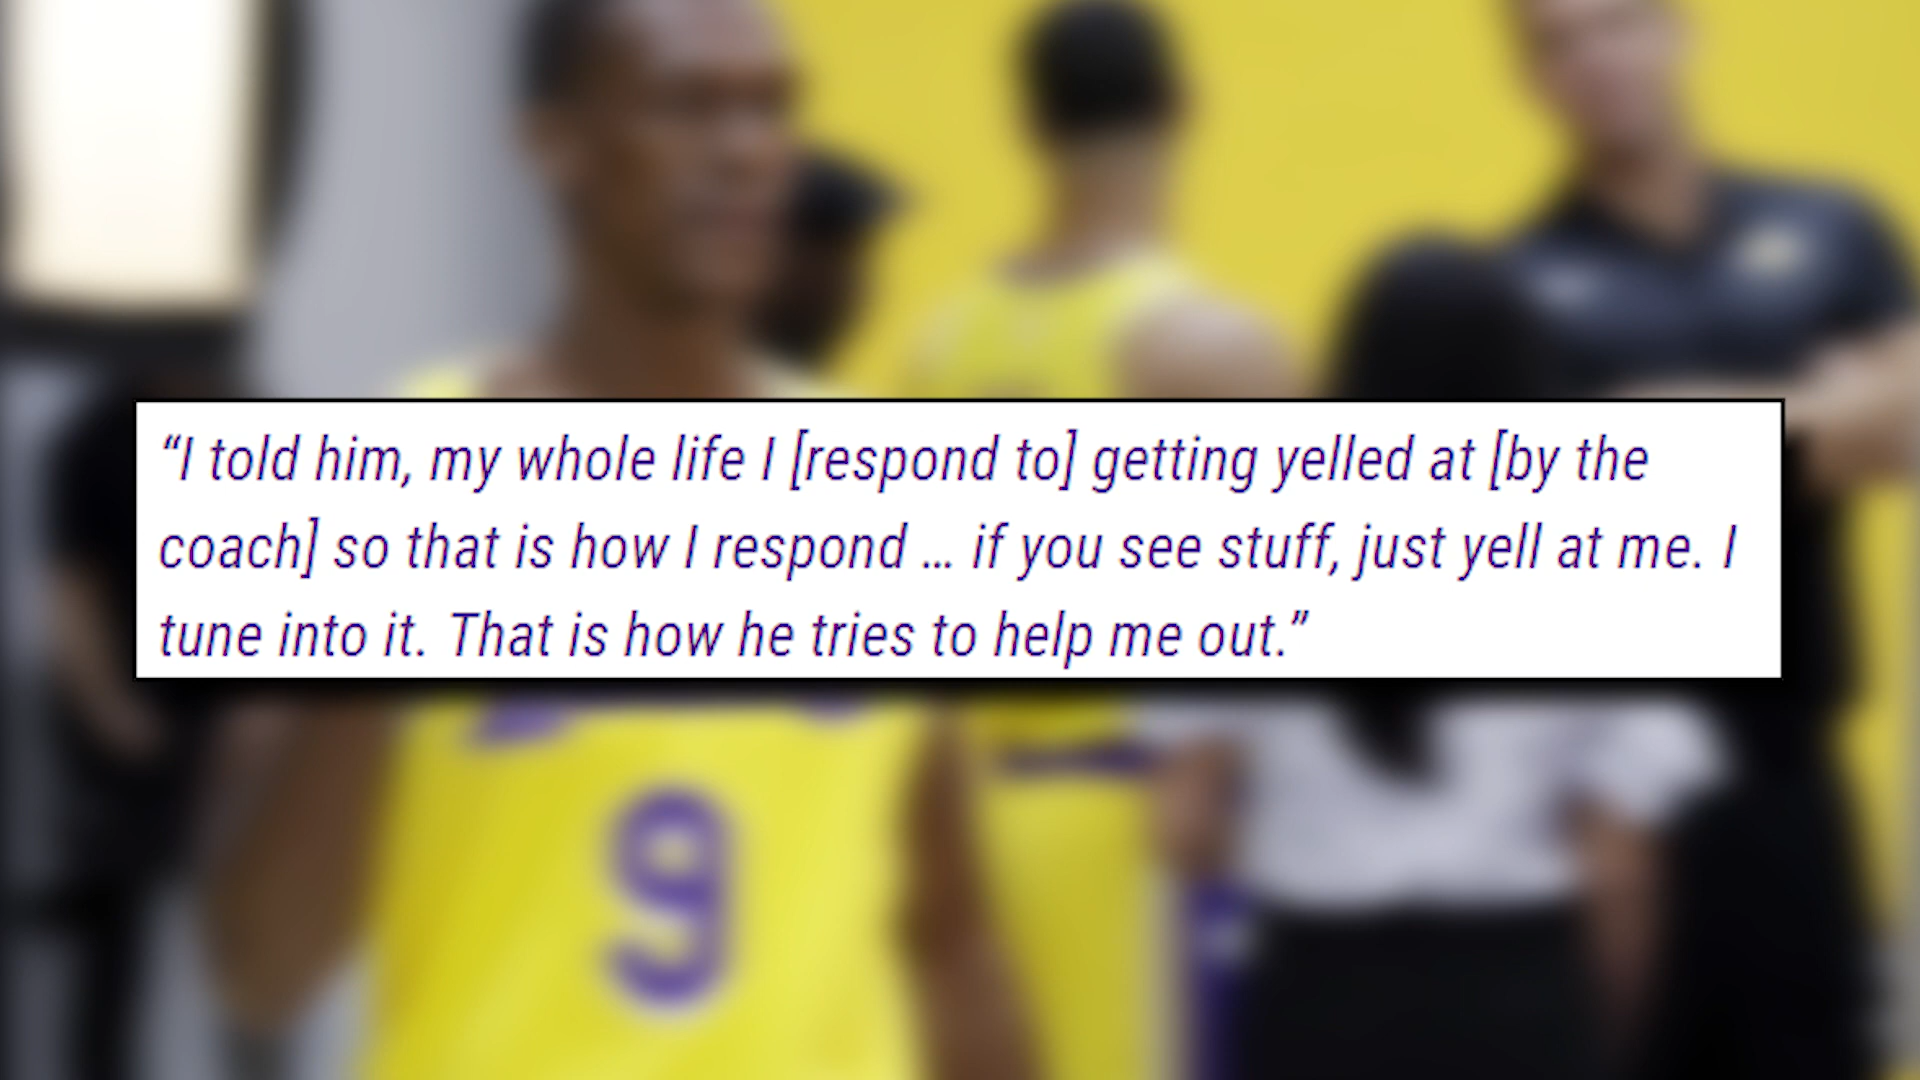 “I told him, my whole life I [respond to] getting yelled at [by the
coach] so that is how I respond … if you see stuff, just yell at me. I
tune into it. That is how he tries to help me out.”
9